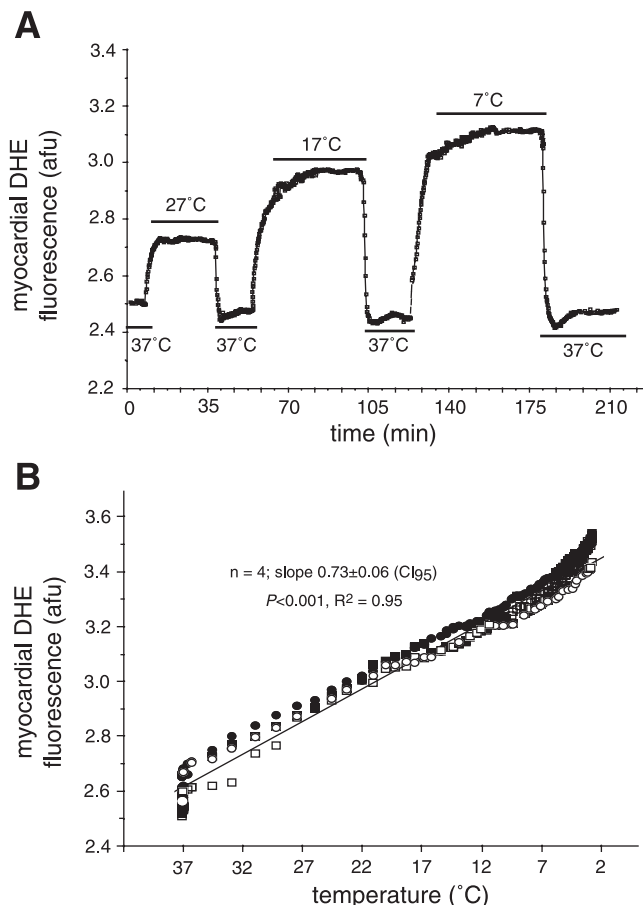 A
myocardial DHE
fluorescence (afu)
3.4
3.2
3.0
2.8
2.6
2.4
2.2
7˚C
17˚C
27˚C
37˚C
37˚C
37˚C
37˚C
0
35
70
105
140
175
210
time (min)
B
myocardial DHE
fluorescence (afu)
3.6
3.4
3.2
3.0
2.8
2.6
2.4
n = 4; slope 0.73±0.06 (CI95)
P<0.001, R2 = 0.95
37
32
27
22
17
12
7
2
temperature (˚C)